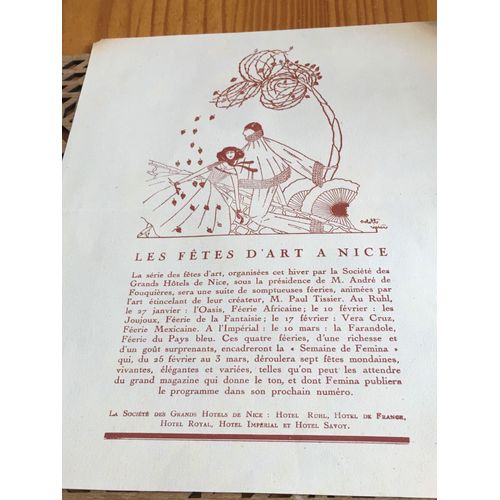 LES FÊTES D'ART A NICE
La série des fêtes d'art, organisées cet hiver par la Société des
Grands Hôtels de Nice, sous la présidence de M. André de
Fouquières, sera une suite de somptueuses féeries, animées par
l'art étincelant de leur créateur, M. Paul Tissier. Au Ruhl,
le 27 janvier : l'Oasis, Féerie Africaine; le 10 février : les
Joujoux, Féerie de la Fantaisie; le 17 février : Vera Cruz,
Féerie Mexicaine. A l'Impérial : le 10 mars : la Farandole,
Féerie du Pays bleu. Ces quatre féeries, d'une richesse et
d'un goût surprenants, encadreront la « Semaine de Femina »
qui, du 25 février au 3 mars, déroulera sept fêtes mondaines,
vivantes, élégantes et variées, telles qu'on peut les attendre
du grand magazine qui donne le ton, et dont Femina publiera
le programme dans son prochain numéro.
LA SOCIÉTÉ DES GRANDS HOTELS DE NICE : HOTEL RUHL, HOTEL DE FRANCE,
HOTEL ROYAL, HOTEL IMPÉRIAL ET HOTEL SAVOY.